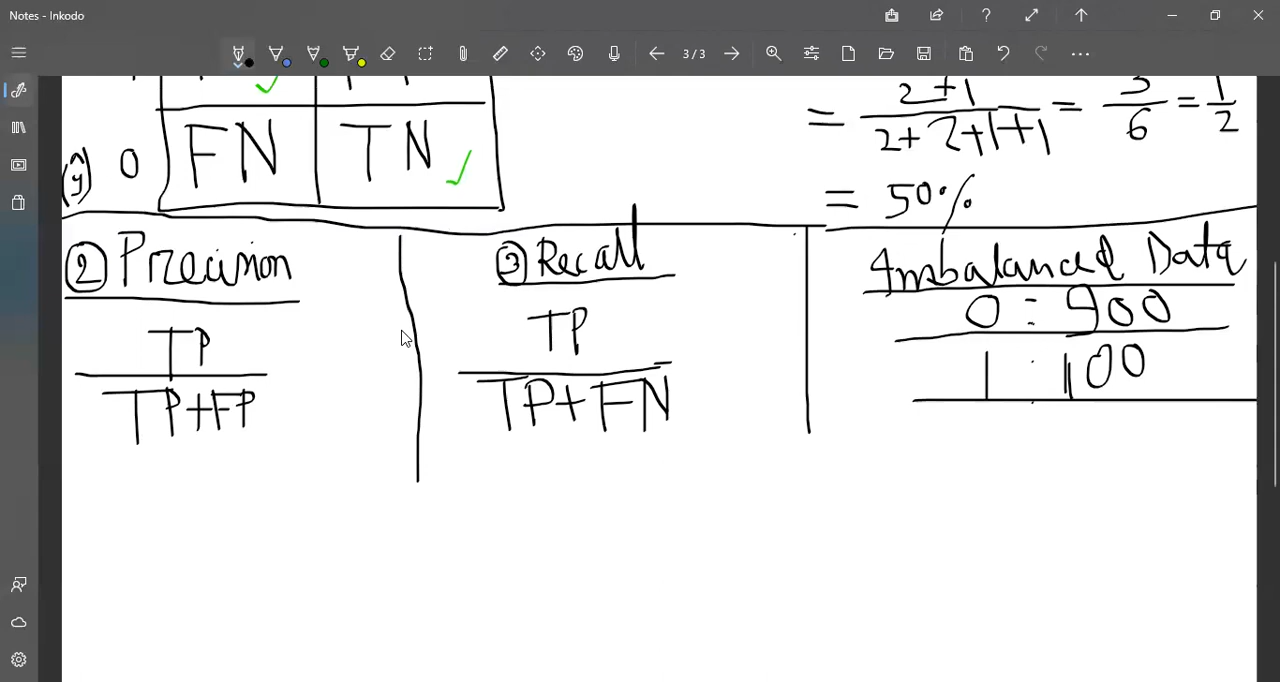 Notes - Inkodo
3/3
2+1
= 2+2+1+1 = 3/6 = 1/2
= 50%
(ŷ) 0 FN TN ✓
② Precision
TP
TP+FP
③ Recall
TP
TP+FN
Imbalanced Data
0 : 900
1 : 100